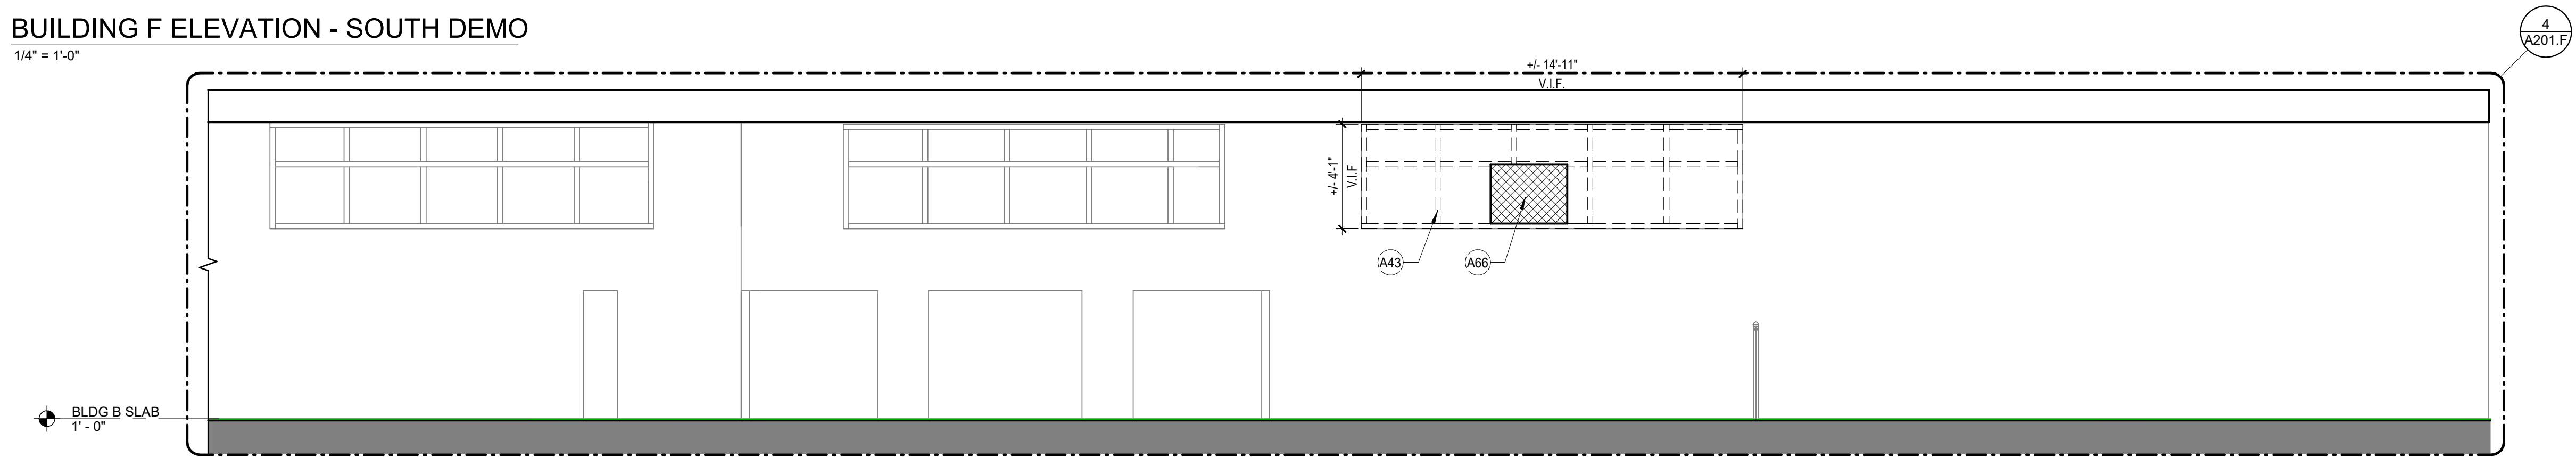 BUILDING F ELEVATION - SOUTH DEMO
1/4" = 1'-0"
4
A201.F
+/- 14'-11"
V.I.F.
+/- 4'-1"
V.I.F
A43
A66
BLDG B SLAB
1' - 0"